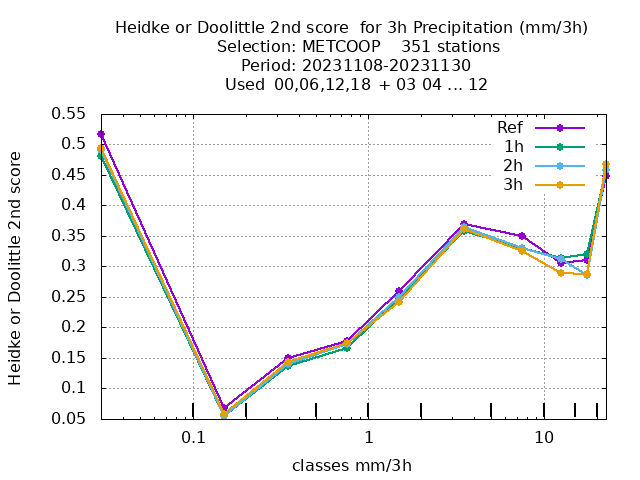 Heidke or Doolittle 2nd score  for 3h Precipitation (mm/3h)
Selection: METCOOP    351 stations
Period: 20231108-20231130
Used  00,06,12,18  + 03 04 ... 12
Heidke or Doolittle 2nd score
0.55
0.5
0.45
0.4
0.35
0.3
0.25
0.2
0.15
0.1
0.05
Ref
1h
2h
3h
0.1
1
10
classes mm/3h